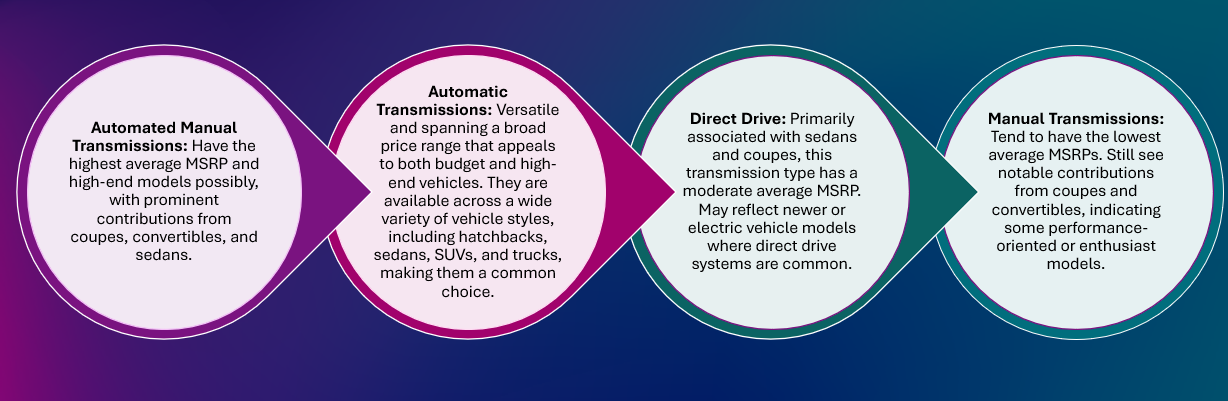 Automated Manual
Transmissions: Have the
highest average MSRP and
high-end models possibly,
with prominent
contributions from
coupes, convertibles, and
sedans.
Automatic
Transmissions: Versatile
and spanning a broad
price range that appeals
to both budget and high-
end vehicles. They are
available across a wide
variety of vehicle styles,
including hatchbacks,
sedans, SUVs, and trucks,
making them a common
choice.
Direct Drive: Primarily
associated with sedans
and coupes, this
transmission type has a
moderate average MSRP.
May reflect newer or
electric vehicle models
where direct drive
systems are common.
Manual Transmissions:
Tend to have the lowest
average MSRPs. Still see
notable contributions
from coupes and
convertibles, indicating
some performance-
oriented or enthusiast
models.